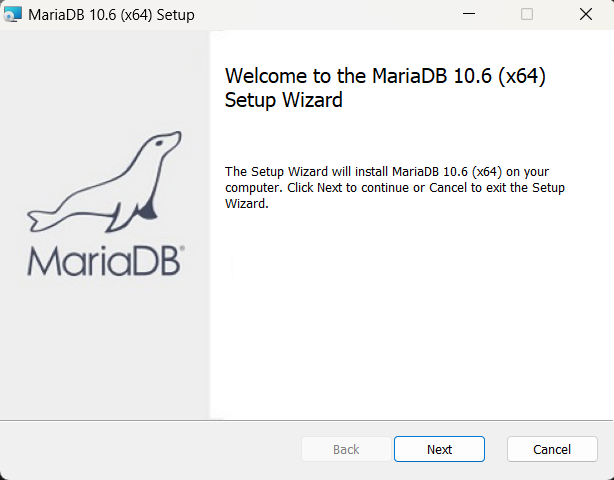 MariaDB 10.6 (x64) Setup
Welcome to the MariaDB 10.6 (x64)
Setup Wizard
The Setup Wizard will install MariaDB 10.6 (x64) on your
computer. Click Next to continue or Cancel to exit the Setup
Wizard.
MariaDB®
Back
Next
Cancel